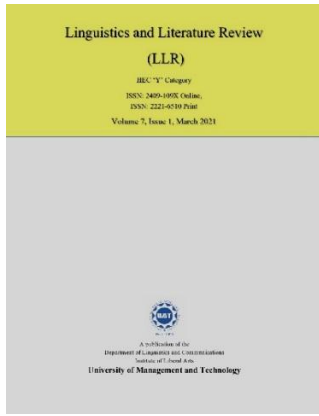 Linguistics and Literature Review
(LLR)
HEC "Y" Category
ISSN: 2409-109X Online,
ISSN: 2221-6510 Print
Volume 7, Issue 1, March 2021
UMT
A publication of the
Department of Linguistics and Communications
Institute of Liberal Arts
University of Management and Technology